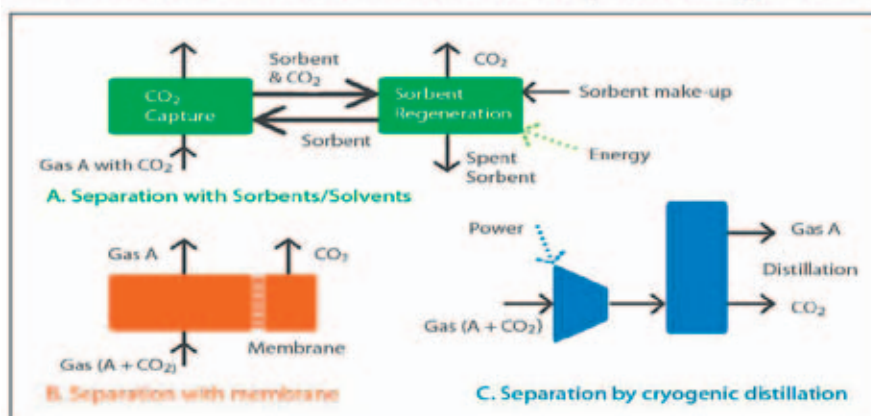 Sorbent
& CO₂
CO₂
CO₂
Capture
Sorbent
Regeneration
Sorbent make-up
Sorbent
Gas A with CO₂
Spent
Sorbent
Energy
A. Separation with Sorbents/Solvents
Gas A
CO₂
Membrane
Gas (A + CO₂)
B. Separation with membrane
Power
Gas A
Distillation
CO₂
Gas (A + CO₂)
C. Separation by cryogenic distillation